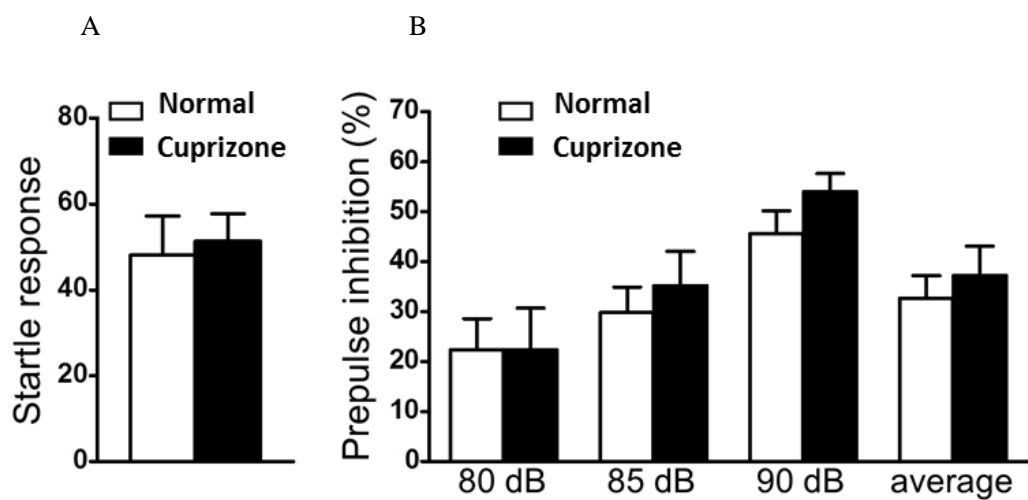 A
B
Startle response
80
60
40
20
0
Normal
Cuprizone
Prepulse inhibition (%)
70
60
50
40
30
20
10
0
Normal
Cuprizone
80 dB
85 dB
90 dB
average